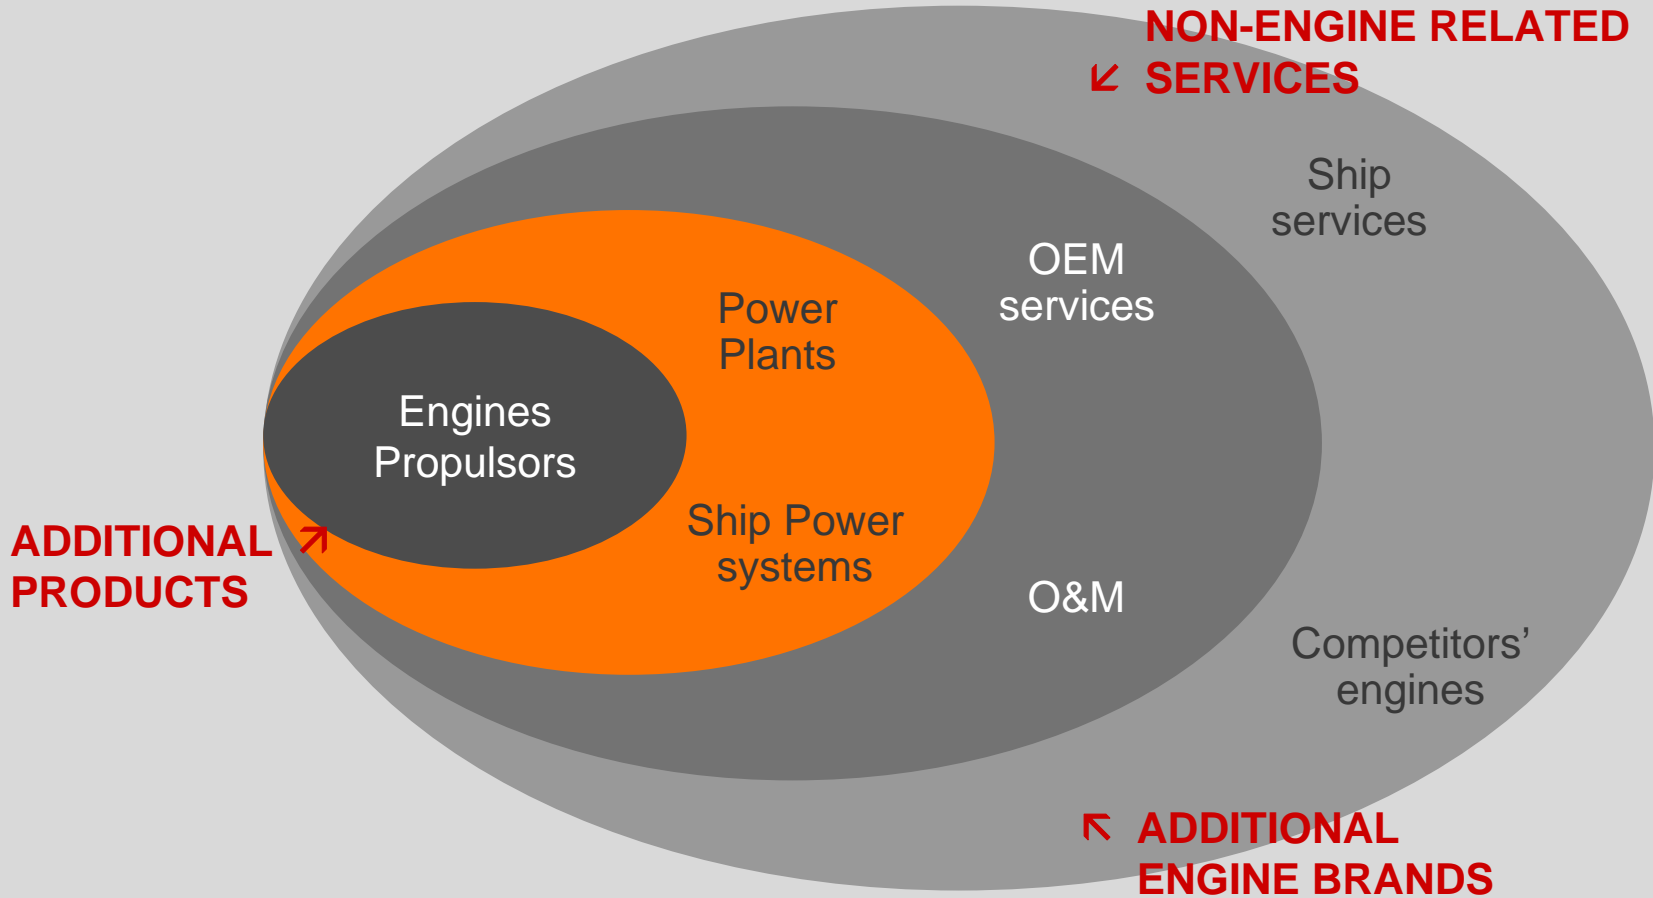 NON-ENGINE RELATED
SERVICES
Ship
services
OEM
services
Power
Plants
Engines
Propulsors
Ship Power
systems
ADDITIONAL
PRODUCTS
O&M
Competitors’
engines
ADDITIONAL
ENGINE BRANDS